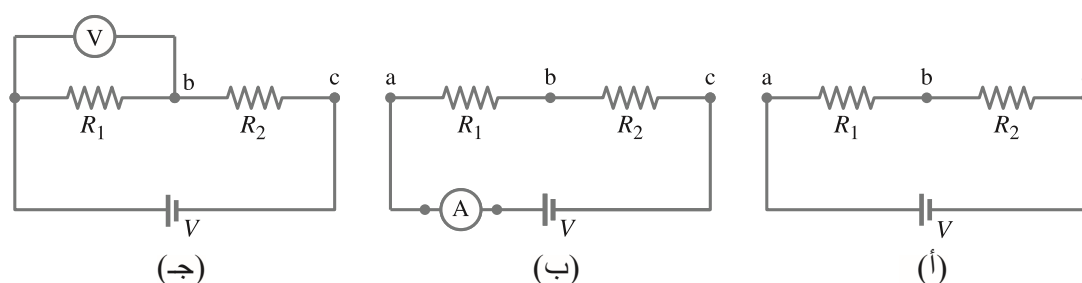 V
b c
R1 R2
V
(جـ)
a b c
R1 R2
A V
(ب)
a b
R1 R2
V
(أ)